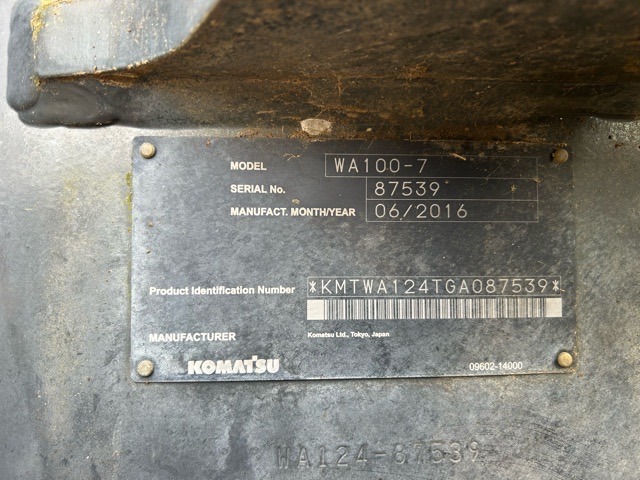 MODEL WA100-7
SERIAL No. 87539
MANUFACT. MONTH/YEAR 06/2016
Product Identification Number *KMTWA124TGA087539*
MANUFACTURER Komatsu Ltd., Tokyo, Japan
KOMATSU 09602-14000
WA124-87539